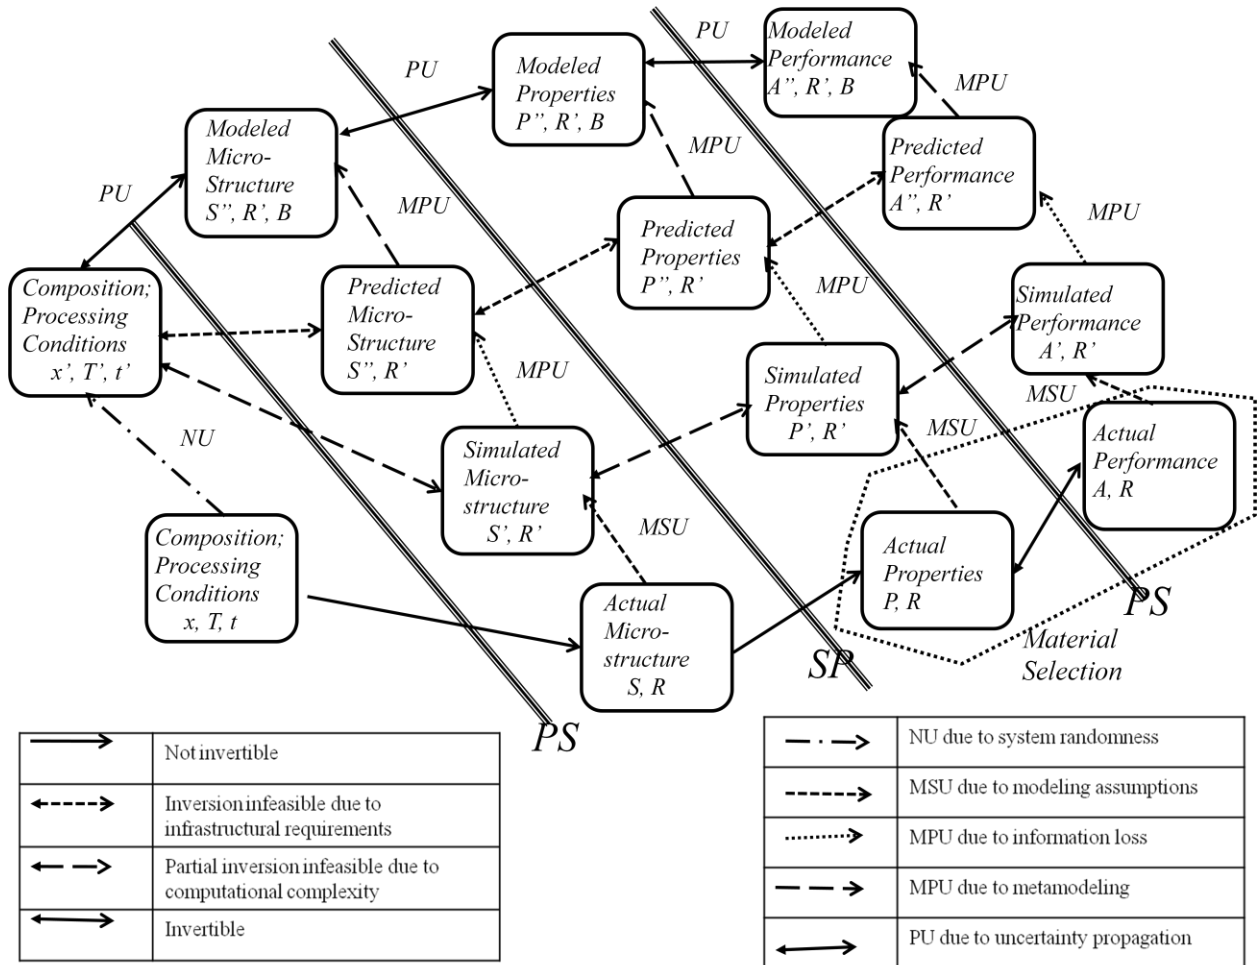 PU
Modeled
Performance
A’’, R’, B
PU
Modeled
Properties
P’’, R’, B
MPU
Modeled
Micro-
Structure
S’’, R’, B
MPU
Predicted
Performance
A’’, R’
PU
MPU
MPU
Predicted
Properties
P’’, R’
Composition;
Processing
Conditions
x’, T’, t’
Predicted
Micro-
Structure
S’’, R’
MPU
Simulated
Performance
A’, R’
MPU
Simulated
Properties
P’, R’
MSU
NU
Simulated
Micro-
structure
S’, R’
MSU
Actual
Performance
A, R
Composition;
Processing
Conditions
x, T, t
MSU
Actual
Properties
P, R
Actual
Micro-
structure
S, R
PS
SP
Material
Selection
PS
Not invertible
Inversion infeasible due to
infrastructural requirements
Partial inversion infeasible due to
computational complexity
Invertible
NU due to system randomness
MSU due to modeling assumptions
MPU due to information loss
MPU due to metamodeling
PU due to uncertainty propagation